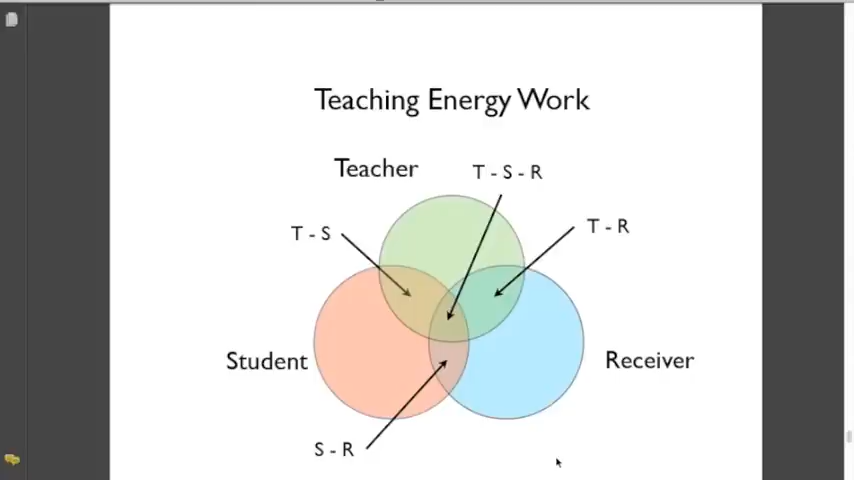 Teaching Energy Work
Teacher
T - S - R
T - S
T - R
Student
Receiver
S - R